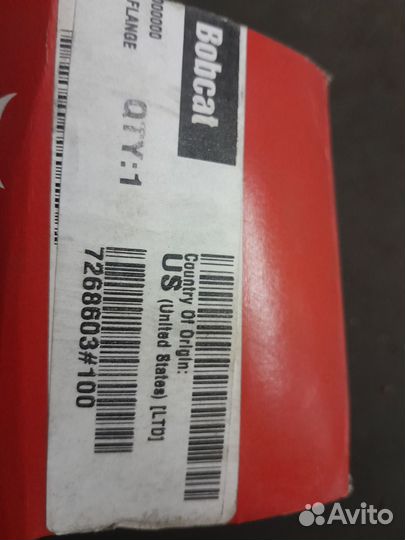 Bobcat
000000
FLANGE
QTY:1
Country Of Origin:
US
(United States) [LTD]
7268603#100
Avito